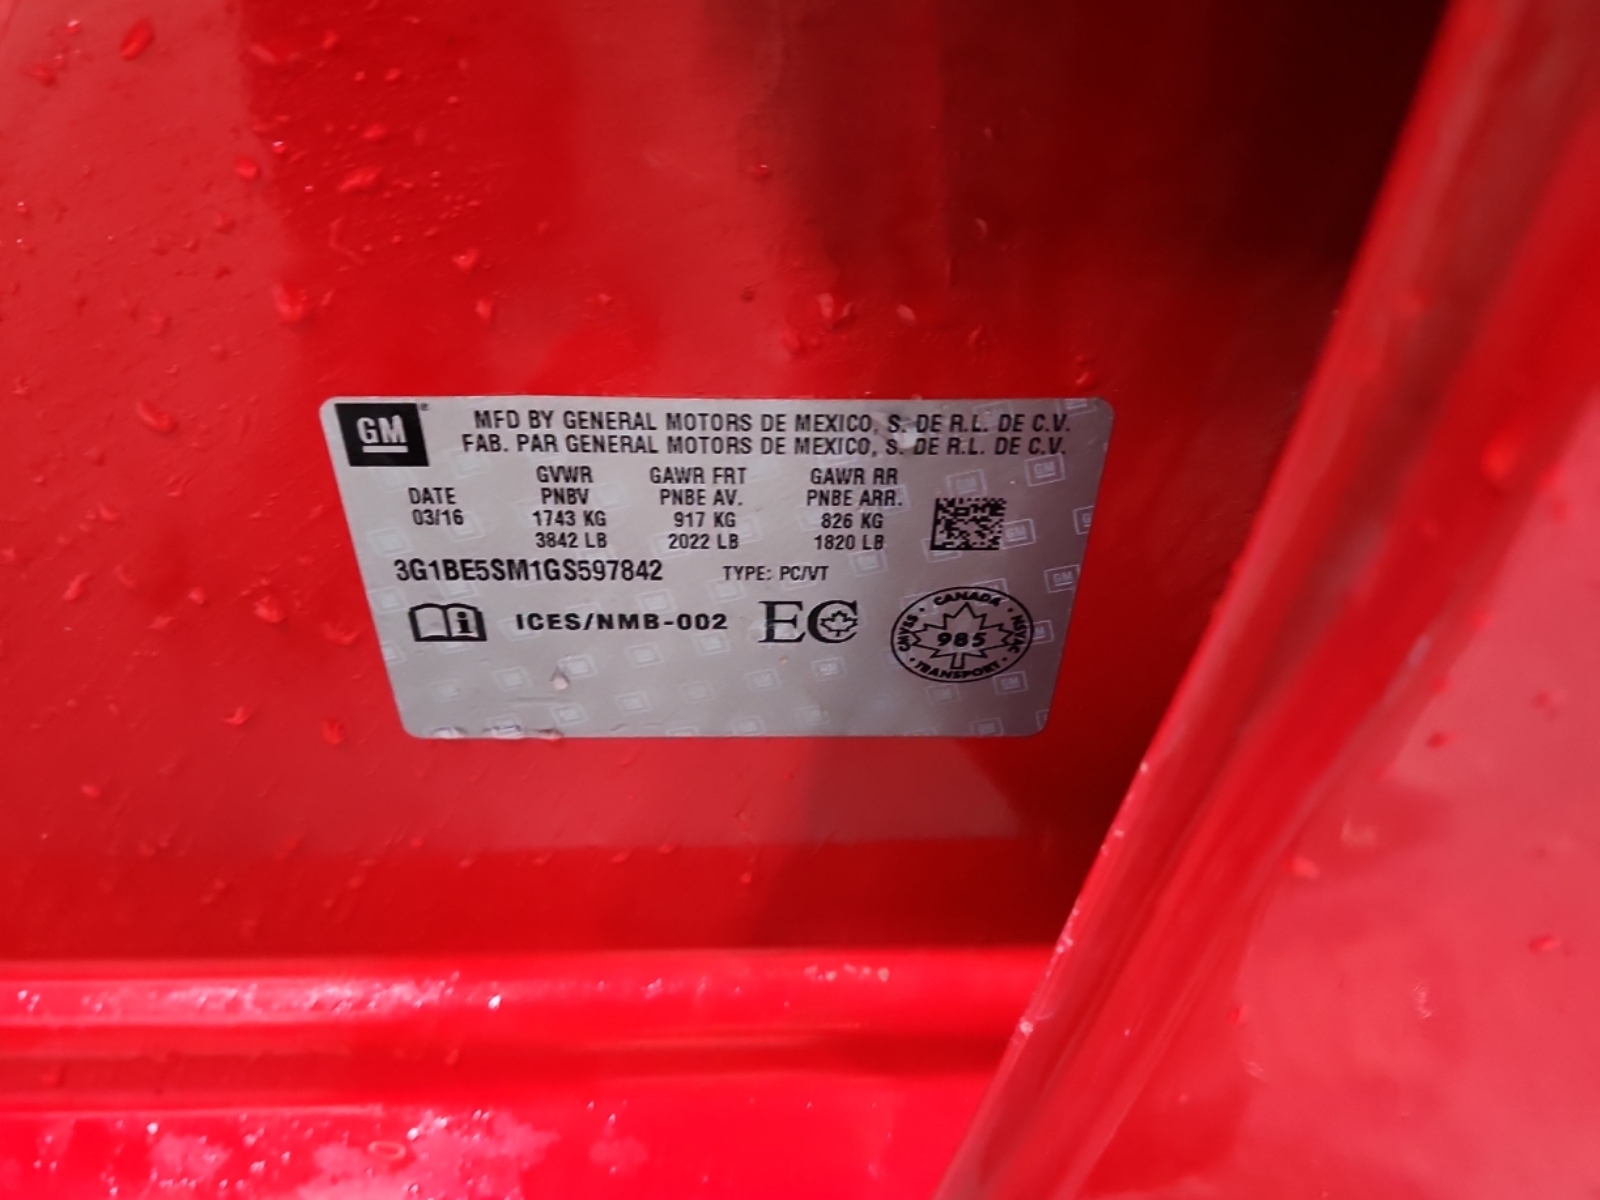 GM
MFD BY GENERAL MOTORS DE MEXICO, S. DE R.L. DE C.V.
FAB. PAR GENERAL MOTORS DE MEXICO, S. DE R.L. DE C.V.
GVWR GAWR FRT GAWR RR
DATE PNBV PNBE AV. PNBE ARR.
03/16 1743 KG 917 KG 826 KG
3842 LB 2022 LB 1820 LB
3G1BE5SM1GS597842 TYPE: PC/VT
i ICES/NMB-002 EC
CANADA
CMVSS 985 NSVAC
TRANSPORT